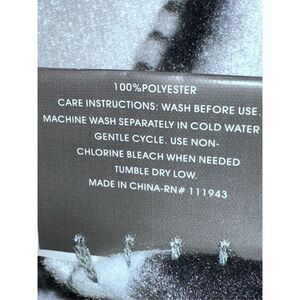 100%POLYESTER
CARE INSTRUCTIONS: WASH BEFORE USE.
MACHINE WASH SEPARATELY IN COLD WATER
GENTLE CYCLE. USE NON-
CHLORINE BLEACH WHEN NEEDED
TUMBLE DRY LOW.
MADE IN CHINA-RN# 111943